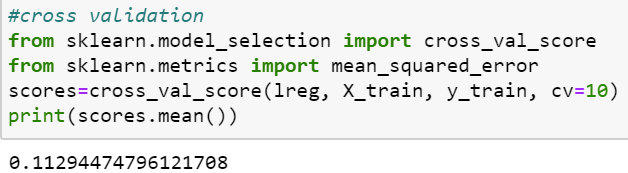 #cross validation
from sklearn.model_selection import cross_val_score
from sklearn.metrics import mean_squared_error
scores=cross_val_score(lreg, X_train, y_train, cv=10)
print(scores.mean())
0.11294474796121708